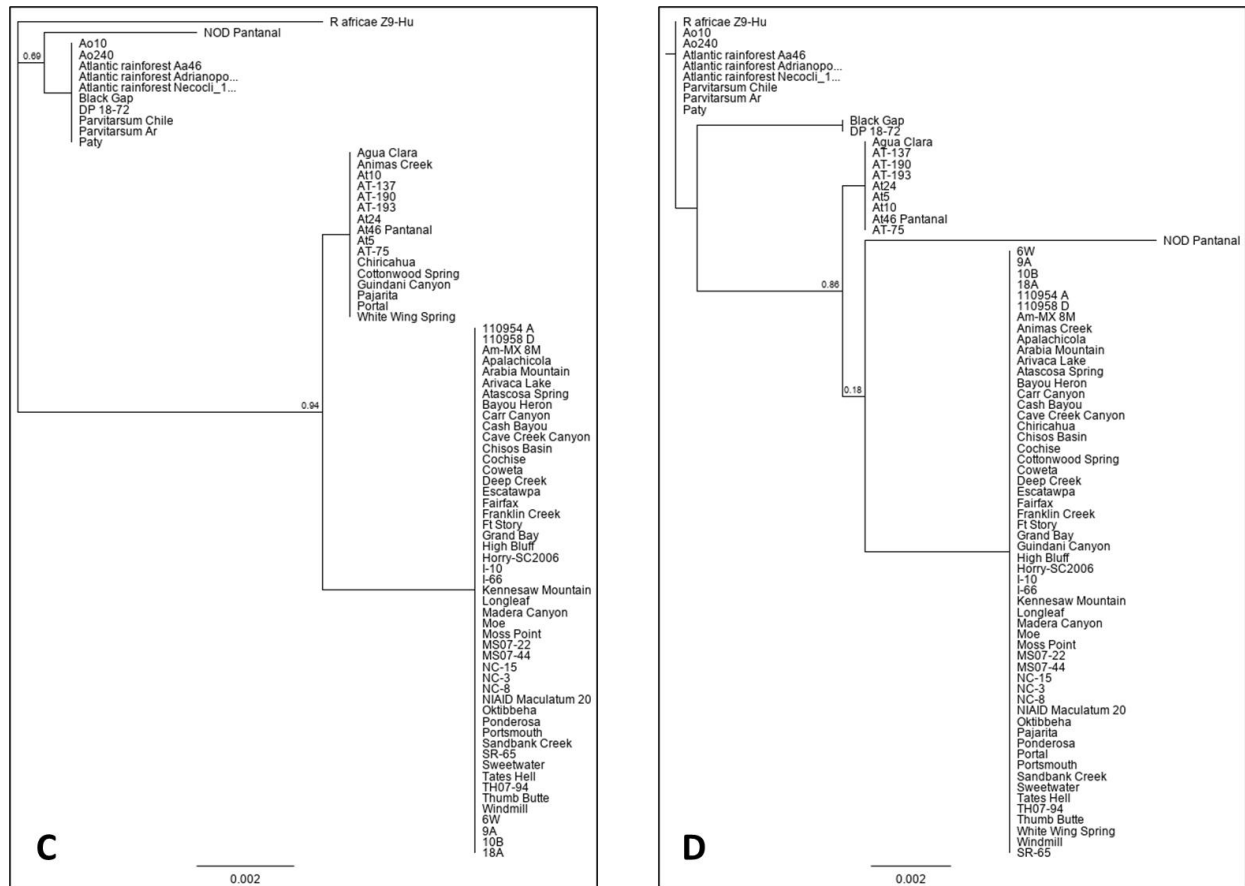 R africae Z9-Hu
NOD Pantanal
Ao10
Ao240
0.69
Atlantic rainforest Aa46
Atlantic rainforest Adrianopo...
Atlantic rainforest Necocli_1...
Black Gap
DP 18-72
Parvitarsum Chile
Parvitarsum Ar
Paty
Agua Clara
Animas Creek
At10
AT-137
AT-190
AT-193
At24
At46 Pantanal
At5
AT-75
Chiricahua
Cottonwood Spring
Guindani Canyon
Pajarita
Portal
White Wing Spring
110954 A
110958 D
Am-MX 8M
Apalachicola
Arabia Mountain
Arivaca Lake
Atascosa Spring
Bayou Heron
0.94
Carr Canyon
Cash Bayou
Cave Creek Canyon
Chisos Basin
Cochise
Coweta
Deep Creek
Escatawpa
Fairfax
Franklin Creek
Ft Story
Grand Bay
High Bluff
Horry-SC2006
I-10
I-66
Kennesaw Mountain
Longleaf
Madera Canyon
Moe
Moss Point
MS07-22
MS07-44
NC-15
NC-3
NC-8
NIAID Maculatum 20
Oktibbeha
Ponderosa
Portsmouth
Sandbank Creek
SR-65
Sweetwater
Tates Hell
TH07-94
Thumb Butte
Windmill
6W
9A
10B
18A
C
0.002
R africae Z9-Hu
Ao10
Ao240
Atlantic rainforest Aa46
Atlantic rainforest Adrianopo...
Atlantic rainforest Necocli_1...
Parvitarsum Chile
Parvitarsum Ar
Paty
Black Gap
DP 18-72
Agua Clara
AT-137
AT-190
AT-193
At24
At5
At10
At46 Pantanal
AT-75
NOD Pantanal
6W
9A
10B
0.86
18A
110954 A
110958 D
Am-MX 8M
Animas Creek
Apalachicola
Arabia Mountain
Arivaca Lake
Atascosa Spring
Bayou Heron
0.18
Carr Canyon
Cash Bayou
Cave Creek Canyon
Chiricahua
Chisos Basin
Cochise
Cottonwood Spring
Coweta
Deep Creek
Escatawpa
Fairfax
Franklin Creek
Ft Story
Grand Bay
Guindani Canyon
High Bluff
Horry-SC2006
I-10
I-66
Kennesaw Mountain
Longleaf
Madera Canyon
Moe
Moss Point
MS07-22
MS07-44
NC-15
NC-3
NC-8
NIAID Maculatum 20
Oktibbeha
Pajarita
Ponderosa
Portal
Portsmouth
Sandbank Creek
Sweetwater
Tates Hell
TH07-94
Thumb Butte
White Wing Spring
Windmill
SR-65
D
0.002